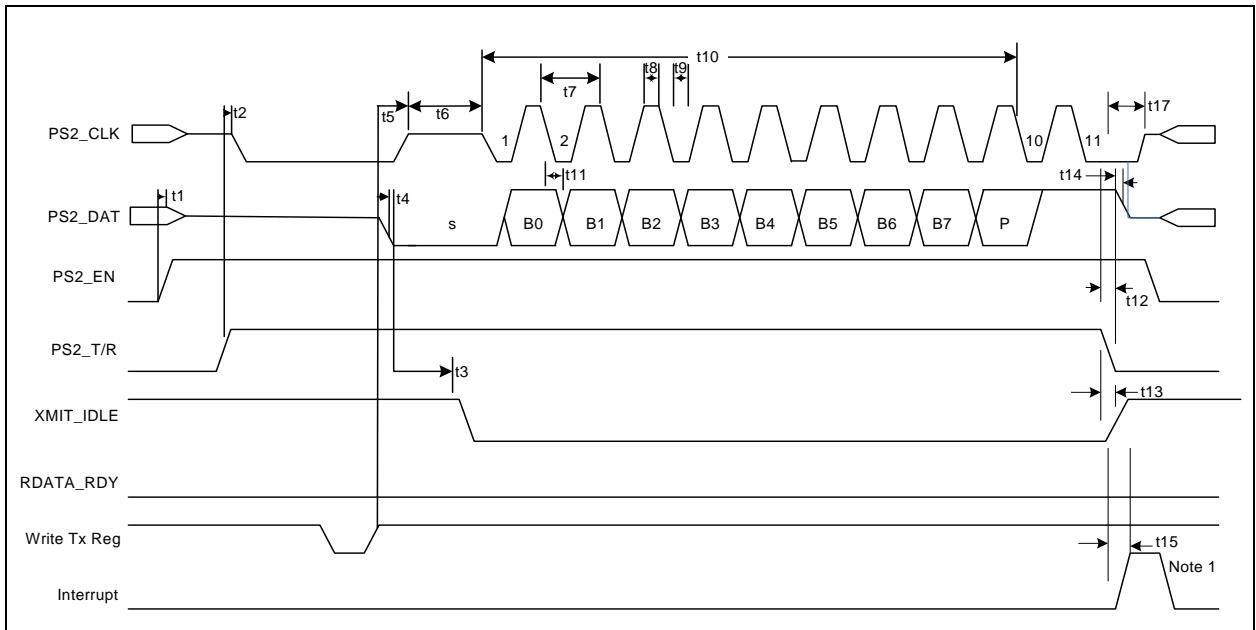 t10
t8 t9
t2 t5 t6 t7 t17
PS2_CLK 1 2 10 11
t11 t14
t1
PS2_DAT t4 s B0 B1 B2 B3 B4 B5 B6 B7 P
PS2_EN
t12
PS2_T/R
t3
t13
XMIT_IDLE
RDATA_RDY
Write Tx Reg
t15
Note 1
Interrupt